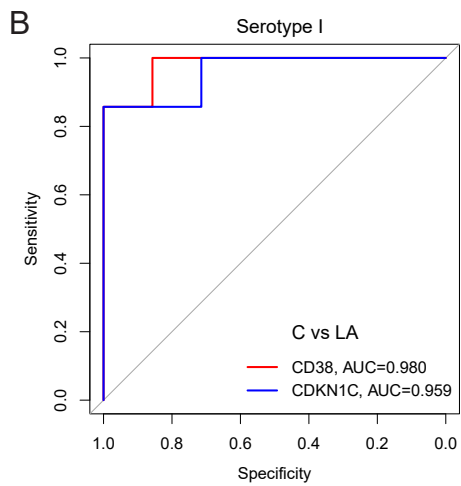 B
Serotype I
1.0
0.8
0.6
0.4
0.2
0.0
Sensitivity
C vs LA
CD38, AUC=0.980
CDKN1C, AUC=0.959
1.0 0.8 0.6 0.4 0.2 0.0
Specificity